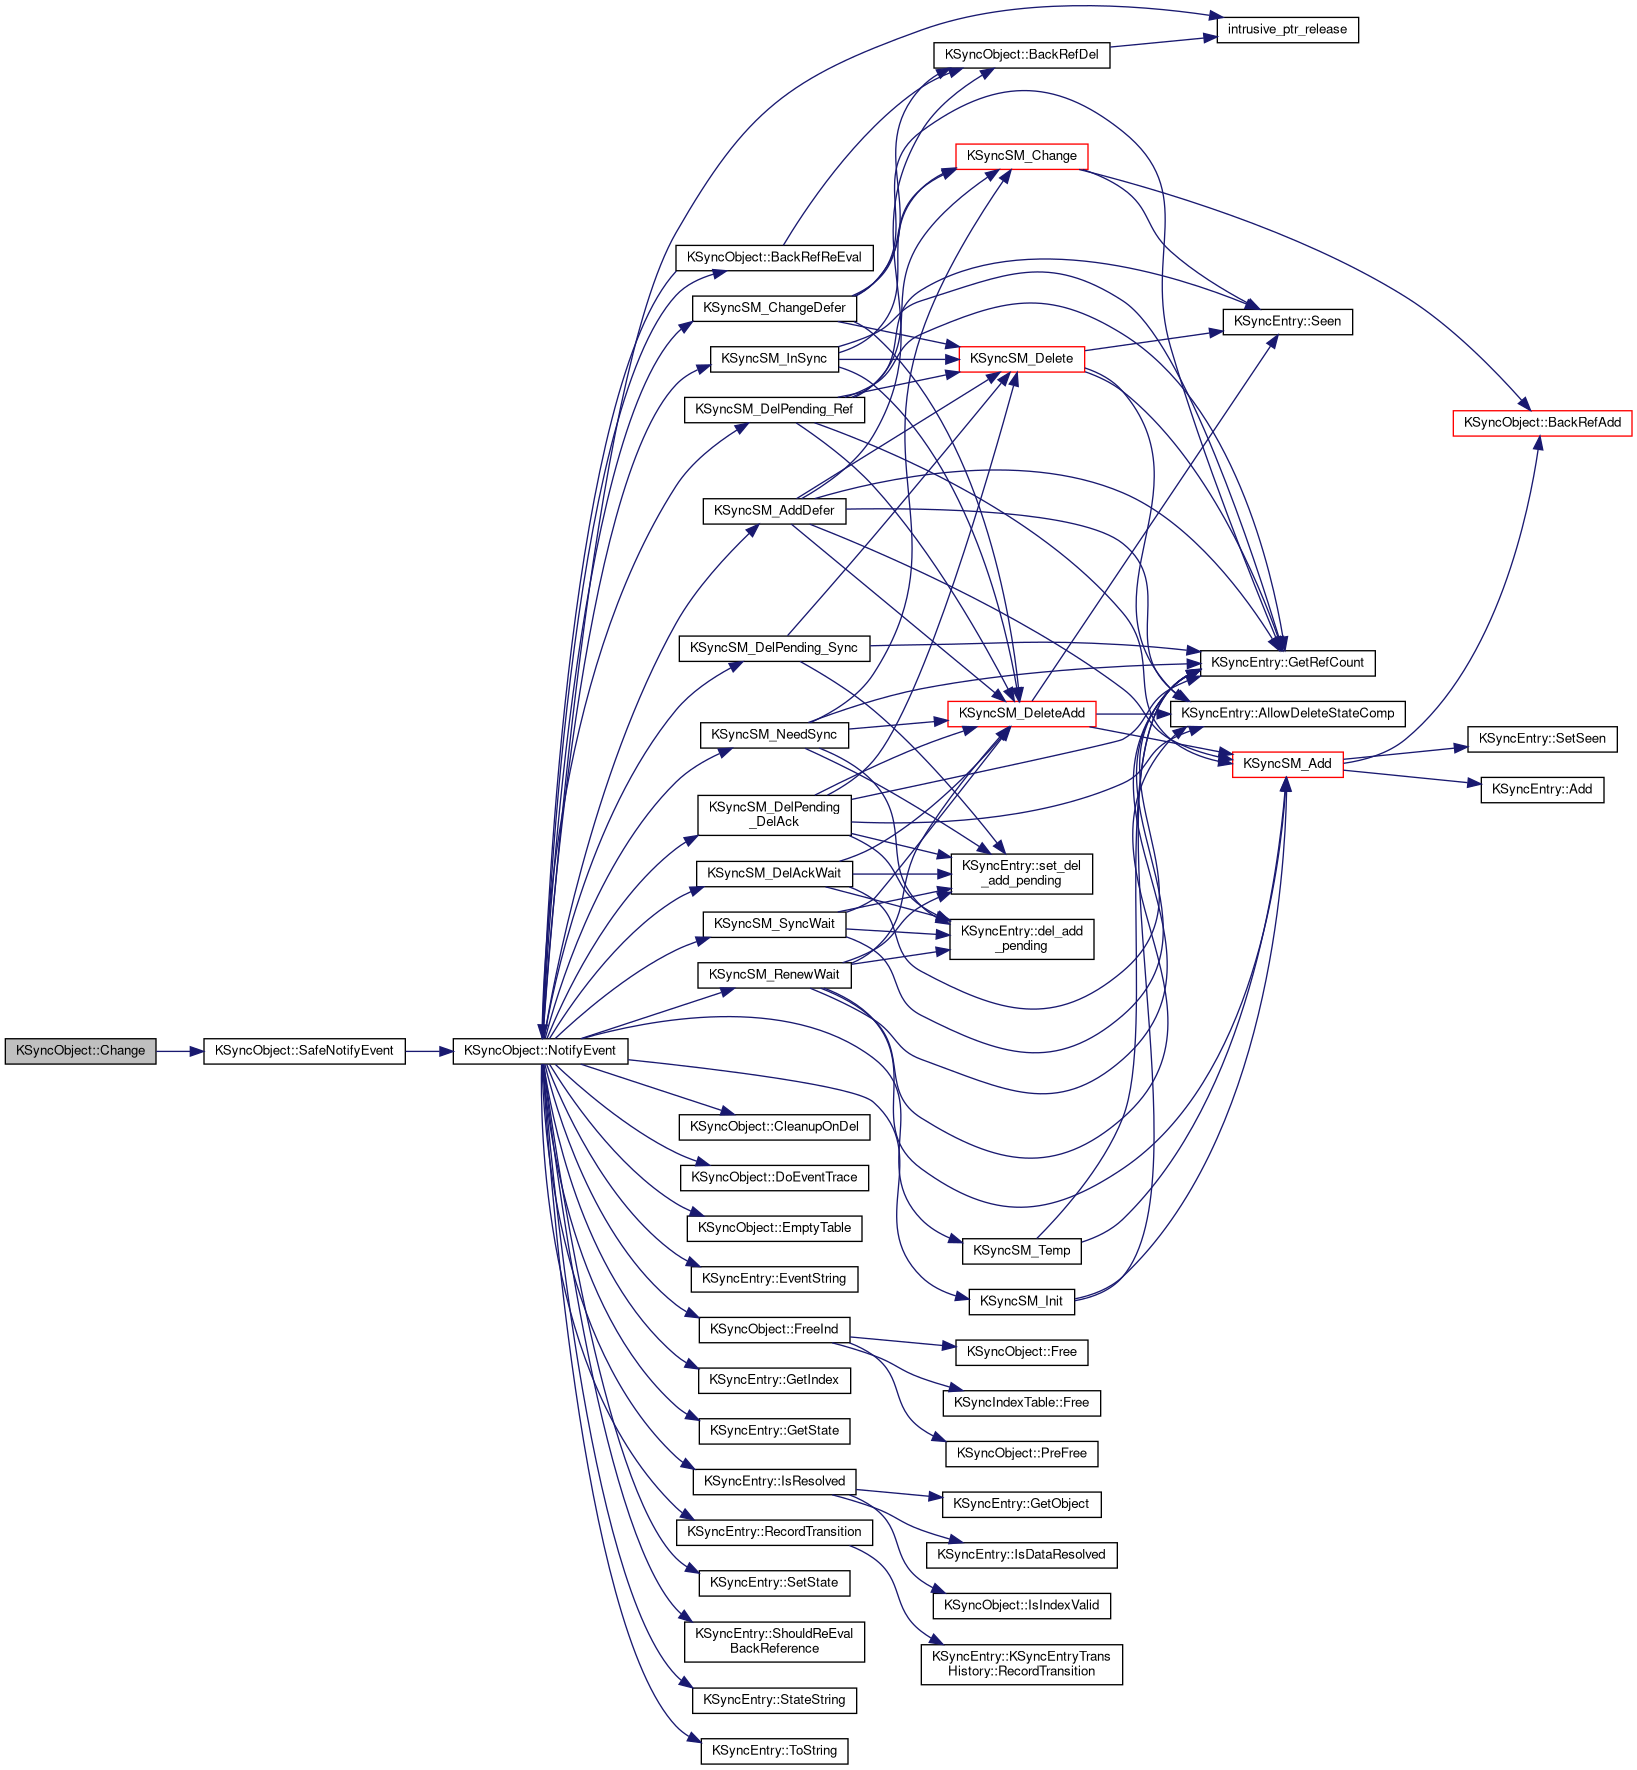 intrusive_ptr_release
KSyncObject::BackRefDel
KSyncSM_Change
KSyncObject::BackRefReEval
KSyncSM_ChangeDefer
KSyncEntry::Seen
KSyncSM_InSync
KSyncSM_Delete
KSyncSM_DelPending_Ref
KSyncObject::BackRefAdd
KSyncSM_AddDefer
KSyncSM_DelPending_Sync
KSyncEntry::GetRefCount
KSyncSM_DeleteAdd
KSyncEntry::AllowDeleteStateComp
KSyncSM_NeedSync
KSyncEntry::SetSeen
KSyncSM_Add
KSyncEntry::Add
KSyncSM_DelPending
_DelAck
KSyncSM_DelAckWait
KSyncEntry::set_del
_add_pending
KSyncSM_SyncWait
KSyncEntry::del_add
_pending
KSyncSM_RenewWait
KSyncObject::Change
KSyncObject::SafeNotifyEvent
KSyncObject::NotifyEvent
KSyncObject::CleanupOnDel
KSyncObject::DoEventTrace
KSyncObject::EmptyTable
KSyncSM_Temp
KSyncEntry::EventString
KSyncSM_Init
KSyncObject::FreeInd
KSyncObject::Free
KSyncEntry::GetIndex
KSyncIndexTable::Free
KSyncEntry::GetState
KSyncObject::PreFree
KSyncEntry::IsResolved
KSyncEntry::GetObject
KSyncEntry::RecordTransition
KSyncEntry::IsDataResolved
KSyncEntry::SetState
KSyncObject::IsIndexValid
KSyncEntry::ShouldReEval
BackReference
KSyncEntry::KSyncEntryTrans
History::RecordTransition
KSyncEntry::StateString
KSyncEntry::ToString